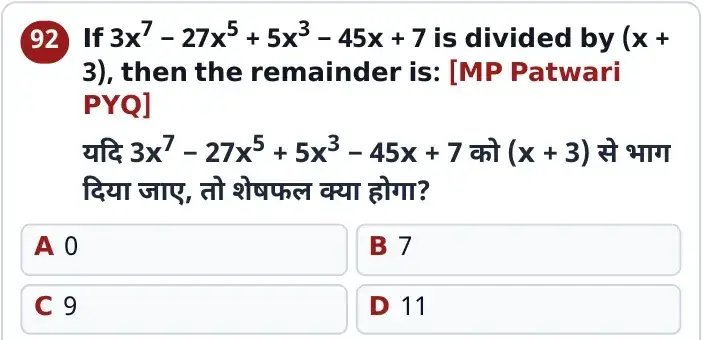 92 If 3x⁷ − 27x⁵ + 5x³ − 45x + 7 is divided by (x +
3), then the remainder is: [MP Patwari
PYQ]
यदि 3x⁷ − 27x⁵ + 5x³ − 45x + 7 को (x + 3) से भाग
दिया जाए, तो शेषफल क्या होगा?
A 0
B 7
C 9
D 11